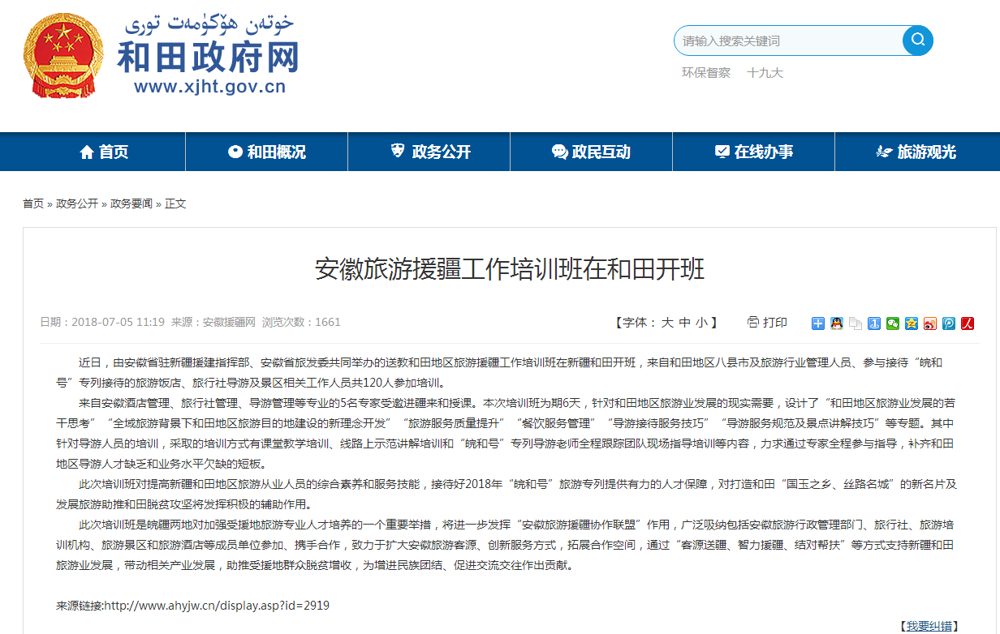 خوتەن ھۆكۈمەت تورى
和田政府网
www.xjht.gov.cn
请输入搜索关键词
环保督察 十九大
首页 和田概况 政务公开 政民互动 在线办事 旅游观光
首页 » 政务公开 » 政务要闻 » 正文
安徽旅游援疆工作培训班在和田开班
日期：2018-07-05 11:19 来源：安徽援疆网 浏览次数：1661
【字体： 大 中 小 】 打印
近日，由安徽省驻新疆援建指挥部、安徽省旅发委共同举办的送教和田地区旅游援疆工作培训班在新疆和田开班，来自和田地区八县市及旅游行业管理人员、参与接待“皖和
号”专列接待的旅游饭店、旅行社导游及景区相关工作人员共120人参加培训。
来自安徽酒店管理、旅行社管理、导游管理等专业的5名专家受邀进疆来和授课。本次培训班为期6天，针对和田地区旅游业发展的现实需要，设计了“和田地区旅游业发展的若
干思考”“全域旅游背景下和田地区旅游目的地建设的新理念开发”“旅游服务质量提升”“餐饮服务管理”“导游接待服务技巧”“导游服务规范及景点讲解技巧”等专题。其中
针对导游人员的培训，采取的培训方式有课堂教学培训、线路上示范讲解培训和“皖和号”专列导游老师全程跟踪团队现场指导培训等内容，力求通过专家全程参与指导，补齐和田
地区导游人才缺乏和业务水平欠缺的短板。
此次培训班对提高新疆和田地区旅游从业人员的综合素养和服务技能，接待好2018年“皖和号”旅游专列提供有力的人才保障，对打造和田“国玉之乡、丝路名城”的新名片及
发展旅游助推和田脱贫攻坚将发挥积极的辅助作用。
此次培训班是皖疆两地对加强受援地旅游专业人才培养的一个重要举措，将进一步发挥“安徽旅游援疆协作联盟”作用，广泛吸纳包括安徽旅游行政管理部门、旅行社、旅游培
训机构、旅游景区和旅游酒店等成员单位参加、携手合作，致力于扩大安徽旅游客源、创新服务方式，拓展合作空间，通过“客源送疆、智力援疆、结对帮扶”等方式支持新疆和田
旅游业发展，带动相关产业发展，助推受援地群众脱贫增收，为增进民族团结、促进交流交往作出贡献。
来源链接:http://www.ahyjw.cn/display.asp?id=2919
【我要纠错】